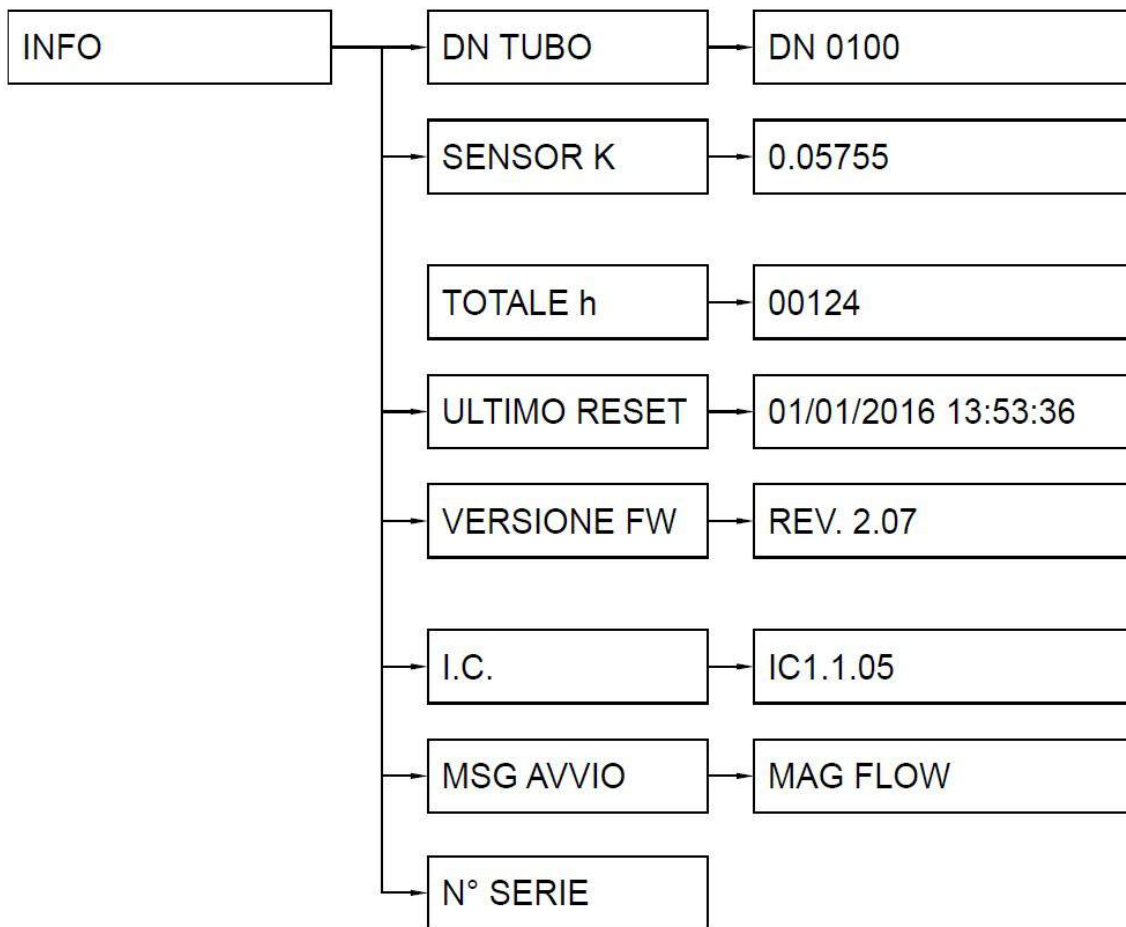 INFO
DN TUBO
DN 0100
SENSOR K
0.05755
TOTALE h
00124
ULTIMO RESET
01/01/2016 13:53:36
VERSIONE FW
REV. 2.07
I.C.
IC1.1.05
MSG AVVIO
MAG FLOW
N° SERIE